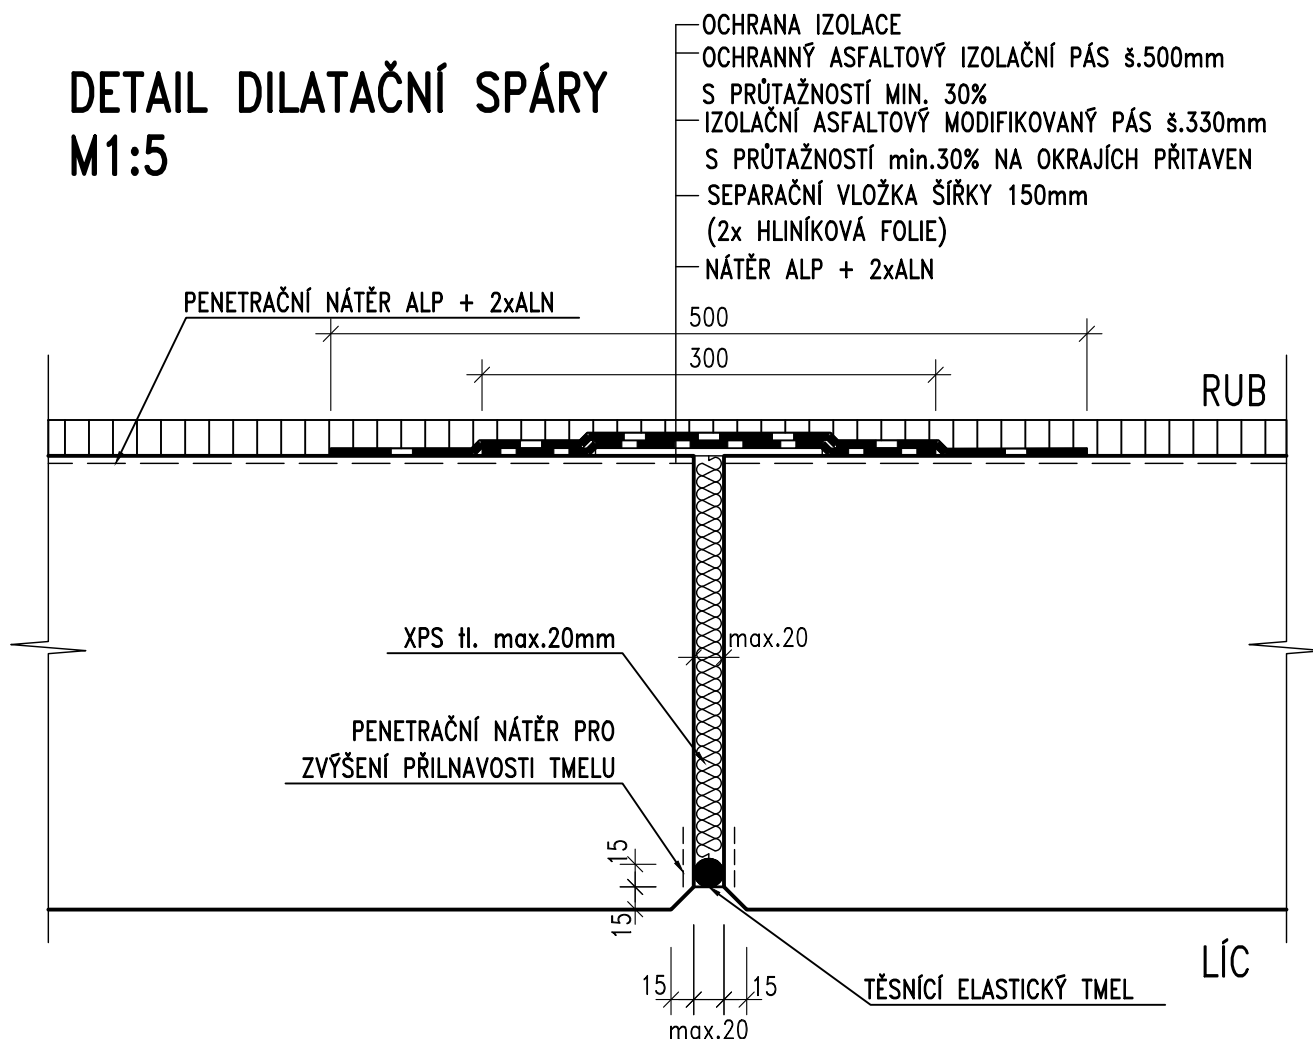 DETAIL DILATAČNÍ SPÁRY
M1:5
OCHRANA IZOLACE
OCHRANNÝ ASFALTOVÝ IZOLAČNÍ PÁS š.500mm
S PRŮTAŽNOSTÍ MIN. 30%
IZOLAČNÍ ASFALTOVÝ MODIFIKOVANÝ PÁS š.330mm
S PRŮTAŽNOSTÍ min.30% NA OKRAJÍCH PŘITAVEN
SEPARAČNÍ VLOŽKA ŠÍŘKY 150mm
(2x HLINÍKOVÁ FOLIE)
NÁTĚR ALP + 2xALN
PENETRAČNÍ NÁTĚR ALP + 2xALN
500
300
RUB
XPS tl. max.20mm
max.20
PENETRAČNÍ NÁTĚR PRO
ZVÝŠENÍ PŘILNAVOSTI TMELU
15
15
LÍC
15
15
TĚSNÍCÍ ELASTICKÝ TMEL
max.20